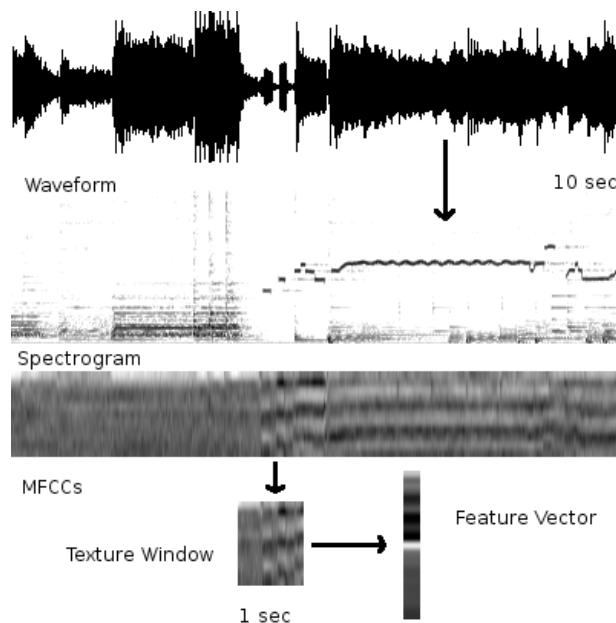 Waveform
10 sec
Spectrogram
MFCCs
Feature Vector
Texture Window
1 sec